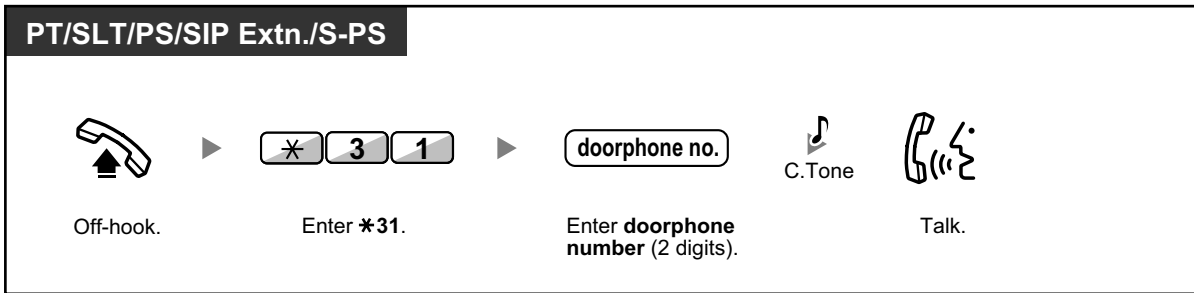 PT/SLT/PS/SIP Extn./S-PS
* 3 1
doorphone no.
C.Tone
Off-hook.
Enter *31.
Enter doorphone
number (2 digits).
Talk.